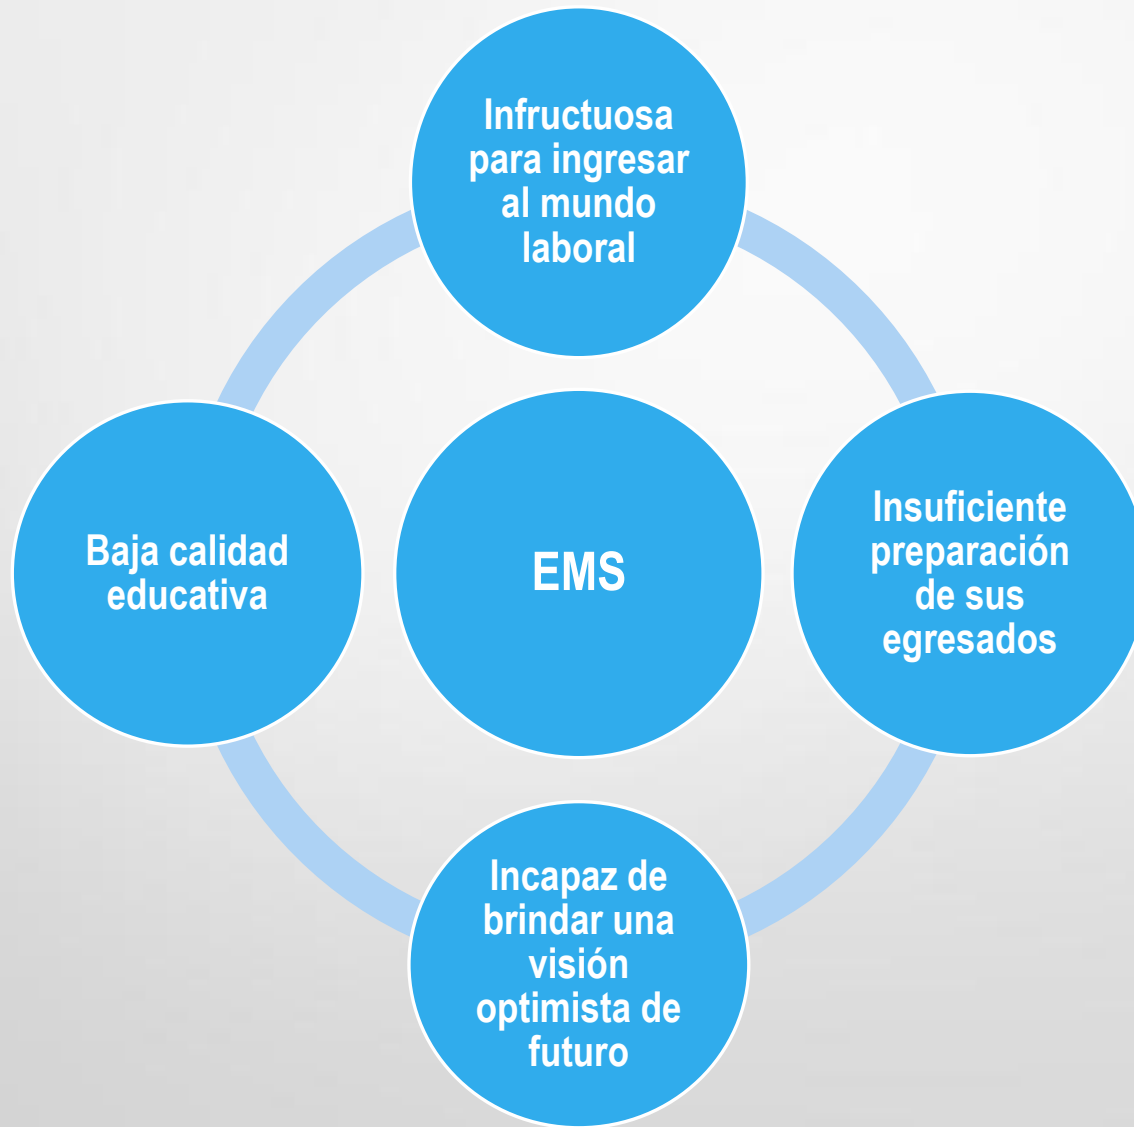 Infructuosa
para ingresar
al mundo
laboral
Baja calidad
educativa
EMS
Insuficiente
preparación
de sus
egresados
Incapaz de
brindar una
visión
optimista de
futuro